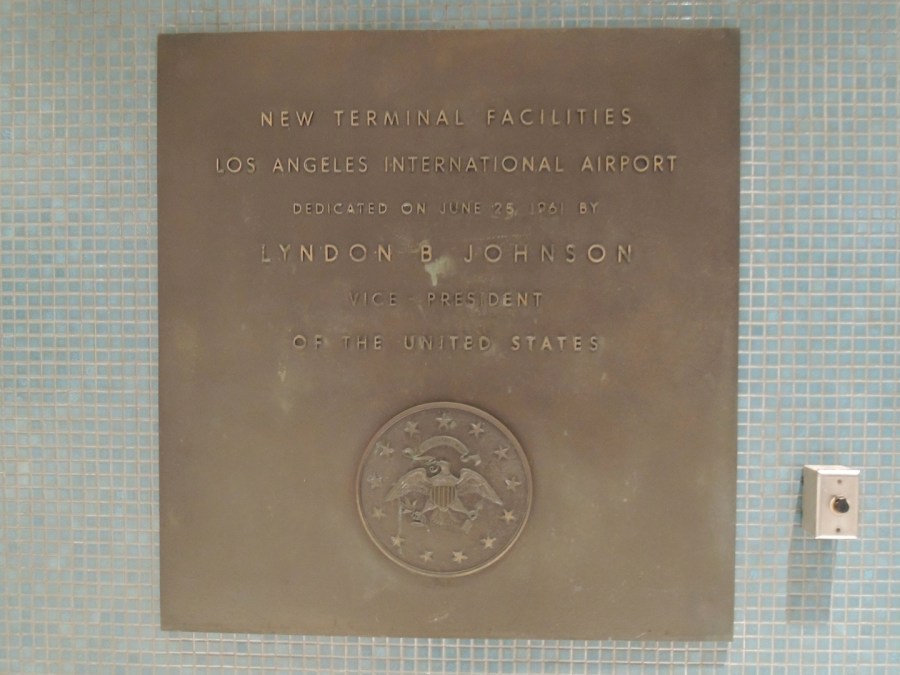 NEW TERMINAL FACILITIES
LOS ANGELES INTERNATIONAL AIRPORT
DEDICATED ON JUNE 25, 1961 BY
LYNDON B. JOHNSON
VICE-PRESIDENT
OF THE UNITED STATES